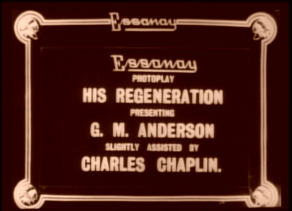 Essanay
Essanay
PHOTOPLAY
HIS REGENERATION
PRESENTING
G. M. ANDERSON
SLIGHTLY ASSISTED BY
CHARLES CHAPLIN.